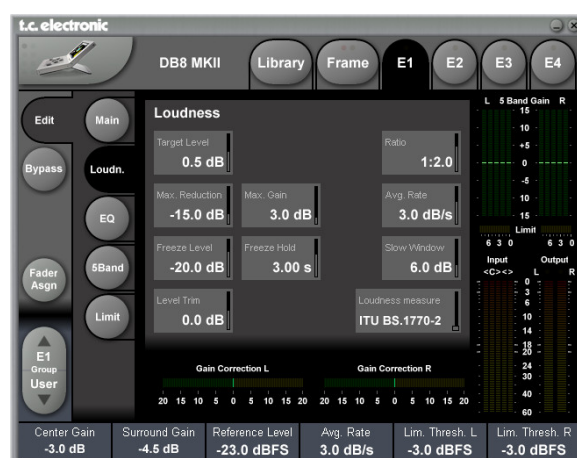 t.c. electronic
DB8 MKII
Library
Frame
E1
E2
E3
E4
Edit
Bypass
Fader
Asgn
E1
Group
User
Main
Loudn.
EQ
5Band
Limit
Loudness
Target Level
0.5 dB
Ratio
1:2.0
Max. Reduction
-15.0 dB
Max. Gain
3.0 dB
Avg. Rate
3.0 dB/s
Freeze Level
-20.0 dB
Freeze Hold
3.00 s
Slow Window
6.0 dB
Level Trim
0.0 dB
Loudness measure
ITU BS.1770-2
Gain Correction L
20 15 10 5 0 5 10 15 20
Gain Correction R
20 15 10 5 0 5 10 15 20
L 5 Band Gain R
15
10
+5
0
-5
10
15
Limit
6 3 0 6 3 0
Input Output
<C><> L R
0
3
6
10
14
18
20
24
30
40
60
Center Gain
-3.0 dB
Surround Gain
-4.5 dB
Reference Level
-23.0 dBFS
Avg. Rate
3.0 dB/s
Lim. Thresh. L
-3.0 dBFS
Lim. Thresh. R
-3.0 dBFS